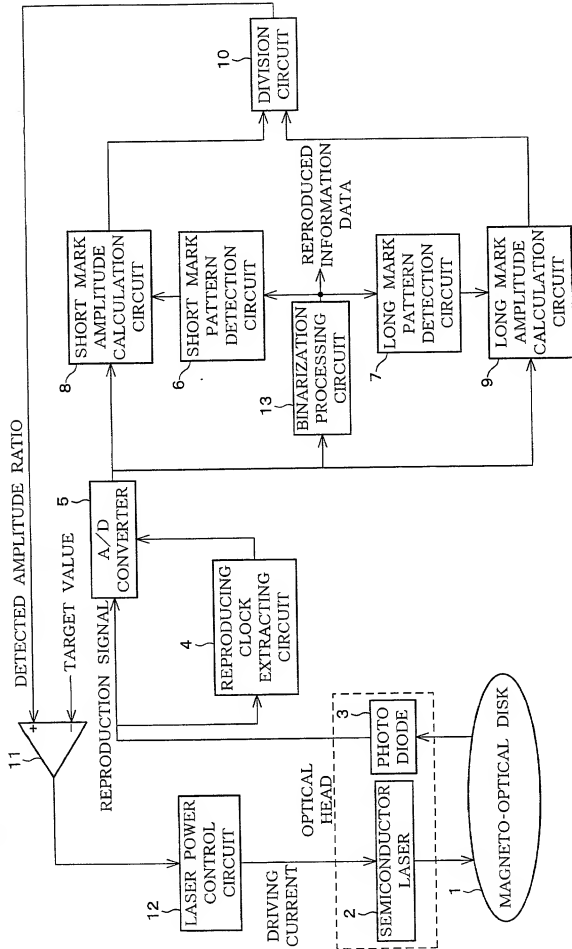 DETECTED AMPLITUDE RATIO
TARGET VALUE
+
−
11
REPRODUCTION SIGNAL
12
LASER POWER
CONTROL
CIRCUIT
DRIVING
CURRENT
OPTICAL
HEAD
2
SEMICONDUCTOR
LASER
3
PHOTO
DIODE
1
MAGNETO-OPTICAL DISK
4
REPRODUCING
CLOCK
EXTRACTING
CIRCUIT
5
A/D
CONVERTER
8
SHORT MARK
AMPLITUDE
CALCULATION
CIRCUIT
6
SHORT MARK
PATTERN
DETECTION
CIRCUIT
13
BINARIZATION
PROCESSING
CIRCUIT
REPRODUCED
INFORMATION
DATA
7
LONG MARK
PATTERN
DETECTION
CIRCUIT
9
LONG MARK
AMPLITUDE
CALCULATION
CIRCUIT
10
DIVISION
CIRCUIT